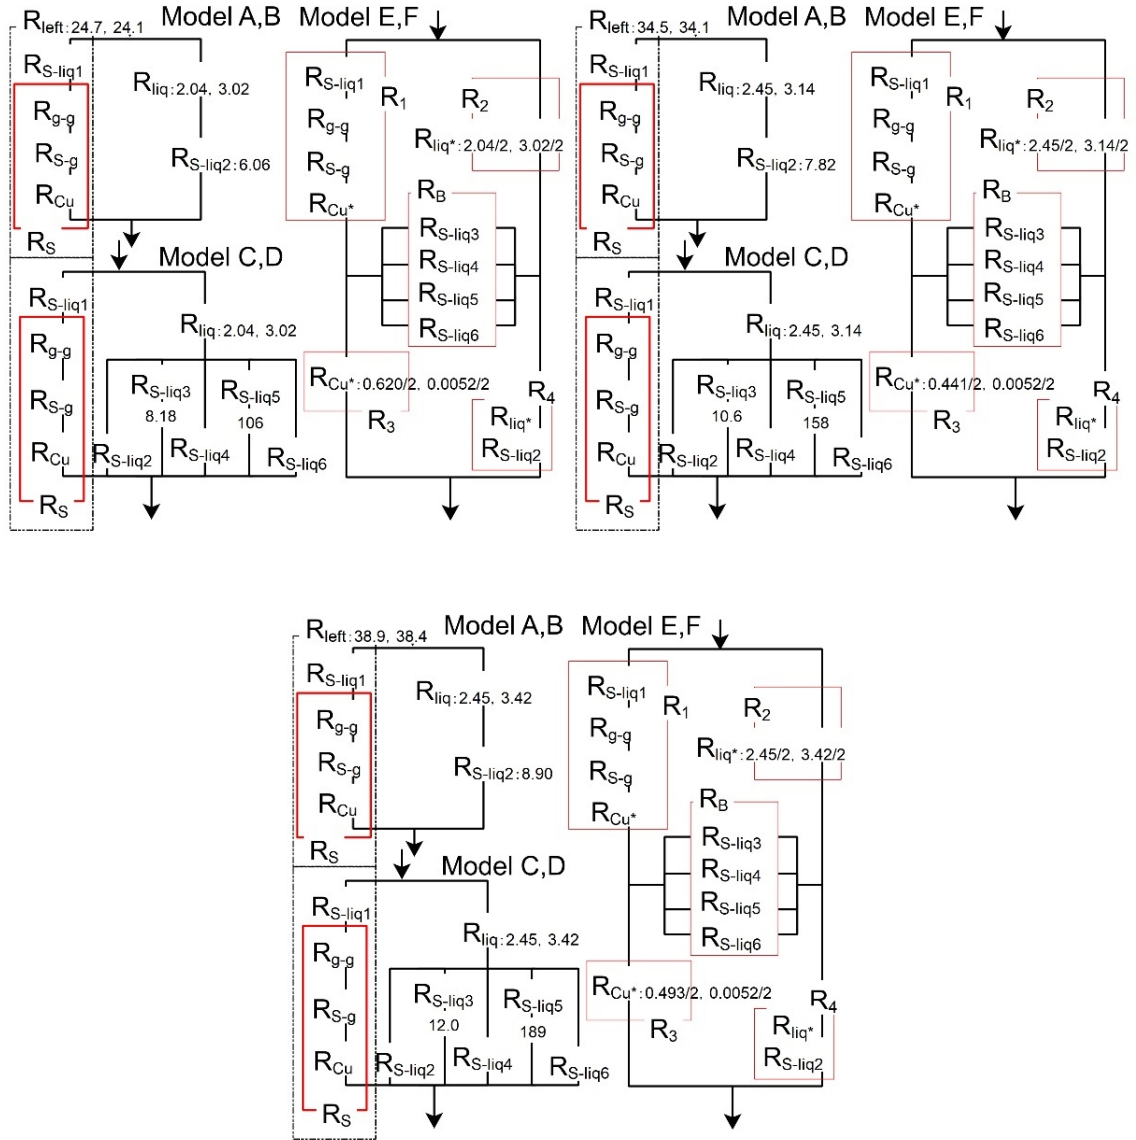 Model A,B Model E,F
Rleft:24.7, 24.1
RS-liq1
Rg-g
RS-g
RCu
RS
Rliq:2.04, 3.02
RS-liq2:6.06
Model C,D
RS-liq1
Rg-g
RS-g
RCu
RS
Rliq:2.04, 3.02
RS-liq3
8.18
RS-liq5
106
RS-liq2
RS-liq4
RS-liq6
RS-liq1
R1
Rg-g
RS-g
RCu*
R2
Rliq*:2.04/2, 3.02/2
RB
RS-liq3
RS-liq4
RS-liq5
RS-liq6
RCu*:0.620/2, 0.0052/2
R3
R4
Rliq*
RS-liq2
Model A,B Model E,F
Rleft:34.5, 34.1
RS-liq1
Rg-g
RS-g
RCu
RS
Rliq:2.45, 3.14
RS-liq2:7.82
Model C,D
RS-liq1
Rg-g
RS-g
RCu
RS
Rliq:2.45, 3.14
RS-liq3
10.6
RS-liq5
158
RS-liq2
RS-liq4
RS-liq6
RS-liq1
R1
Rg-g
RS-g
RCu*
R2
Rliq*:2.45/2, 3.14/2
RB
RS-liq3
RS-liq4
RS-liq5
RS-liq6
RCu*:0.441/2, 0.0052/2
R3
R4
Rliq*
RS-liq2
Model A,B Model E,F
Rleft:38.9, 38.4
RS-liq1
Rg-g
RS-g
RCu
RS
Rliq:2.45, 3.42
RS-liq2:8.90
Model C,D
RS-liq1
Rg-g
RS-g
RCu
RS
Rliq:2.45, 3.42
RS-liq3
12.0
RS-liq5
189
RS-liq2
RS-liq4
RS-liq6
RS-liq1
R1
Rg-g
RS-g
RCu*
R2
Rliq*:2.45/2, 3.42/2
RB
RS-liq3
RS-liq4
RS-liq5
RS-liq6
RCu*:0.493/2, 0.0052/2
R3
R4
Rliq*
RS-liq2